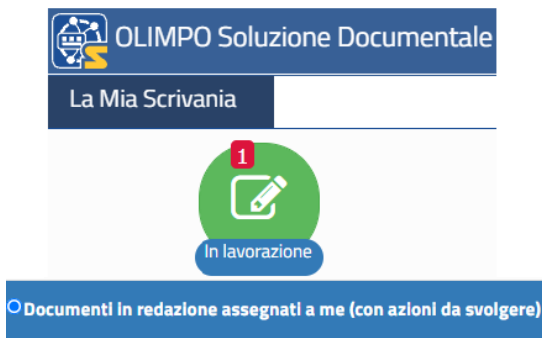 OLIMPO Soluzione Documentale
La Mia Scrivania
1
In lavorazione
Documenti in redazione assegnati a me (con azioni da svolgere)